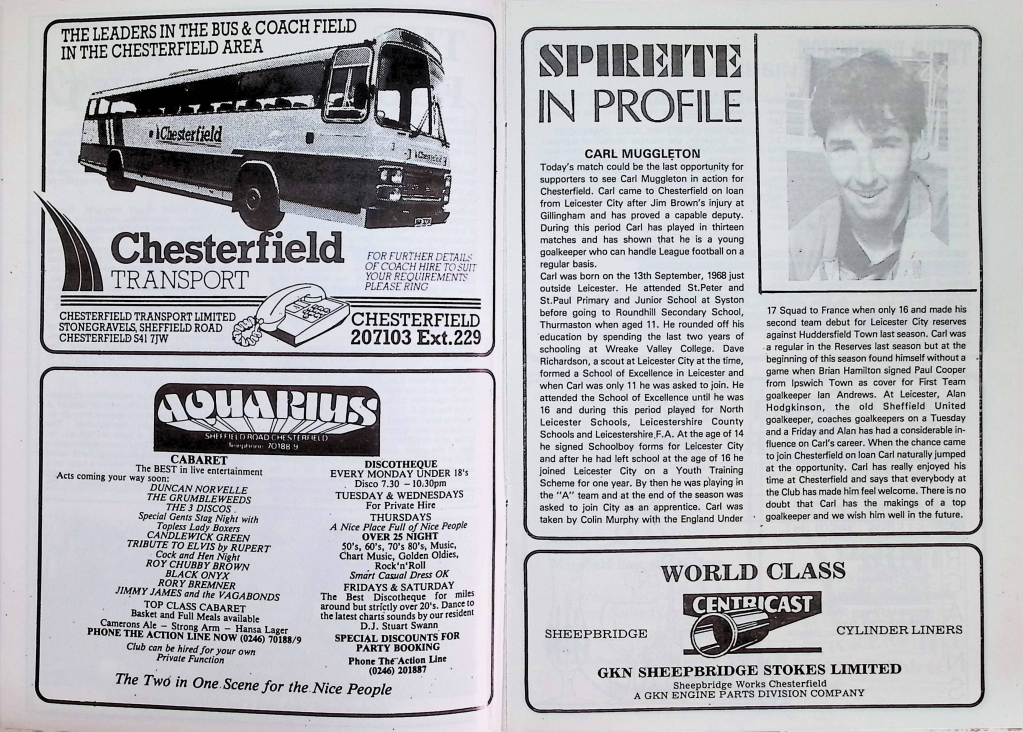 THE LEADERS IN THE BUS & COACH FIELD
IN THE CHESTERFIELD AREA
Chesterfield
Chesterfield
TRANSPORT
FOR FURTHER DETAILS
OF COACH HIRE TO SUIT
YOUR REQUIREMENTS
PLEASE RING
CHESTERFIELD TRANSPORT LIMITED
STONEGRAVELS, SHEFFIELD ROAD
CHESTERFIELD S41 7JW
CHESTERFIELD
207103 Ext.229
AQUARIUS
SHEFFIELD ROAD CHESTERFIELD
Telephone 70188 9
CABARET
The BEST in live entertainment
Acts coming your way soon:
DUNCAN NORVELLE
THE GRUMBLEWEEDS
THE 3 DISCOS
Special Gents Stag Night with
Topless Lady Boxers
CANDLEWICK GREEN
TRIBUTE TO ELVIS by RUPERT
Cock and Hen Night
ROY CHUBBY BROWN
BLACK ONYX
RORY BREMNER
JIMMY JAMES and the VAGABONDS
TOP CLASS CABARET
Basket and Full Meals available
Camerons Ale – Strong Arm – Hansa Lager
PHONE THE ACTION LINE NOW (0246) 70188/9
Club can be hired for your own
Private Function
DISCOTHEQUE
EVERY MONDAY UNDER 18's
Disco 7.30 – 10.30pm
TUESDAY & WEDNESDAYS
For Private Hire
THURSDAYS
A Nice Place Full of Nice People
OVER 25 NIGHT
50's, 60's, 70's 80's, Music,
Chart Music, Golden Oldies,
Rock'n'Roll
Smart Casual Dress OK
FRIDAYS & SATURDAY
The Best Discotheque for miles
around but strictly over 20's. Dance to
the latest charts sounds by our resident
D.J. Stuart Swann
SPECIAL DISCOUNTS FOR
PARTY BOOKING
Phone The Action Line
(0246) 201887
The Two in One Scene for the Nice People
SPIREITE
IN PROFILE
CARL MUGGLETON
Today's match could be the last opportunity for
supporters to see Carl Muggleton in action for
Chesterfield. Carl came to Chesterfield on loan
from Leicester City after Jim Brown's injury at
Gillingham and has proved a capable deputy.
During this period Carl has played in thirteen
matches and has shown that he is a young
goalkeeper who can handle League football on a
regular basis.
Carl was born on the 13th September, 1968 just
outside Leicester. He attended St.Peter and
St.Paul Primary and Junior School at Syston
before going to Roundhill Secondary School,
Thurmaston when aged 11. He rounded off his
education by spending the last two years of
schooling at Wreake Valley College. Dave
Richardson, a scout at Leicester City at the time,
formed a School of Excellence in Leicester and
when Carl was only 11 he was asked to join. He
attended the School of Excellence until he was
16 and during this period played for North
Leicester Schools, Leicestershire County
Schools and Leicestershire F.A. At the age of 14
he signed Schoolboy forms for Leicester City
and after he had left school at the age of 16 he
joined Leicester City on a Youth Training
Scheme for one year. By then he was playing in
the "A" team and at the end of the season was
asked to join City as an apprentice. Carl was
taken by Colin Murphy with the England Under
17 Squad to France when only 16 and made his
second team debut for Leicester City reserves
against Huddersfield Town last season. Carl was
a regular in the Reserves last season but at the
beginning of this season found himself without a
game when Brian Hamilton signed Paul Cooper
from Ipswich Town as cover for First Team
goalkeeper Ian Andrews. At Leicester, Alan
Hodgkinson, the old Sheffield United
goalkeeper, coaches goalkeepers on a Tuesday
and a Friday and Alan has had a considerable in-
fluence on Carl's career. When the chance came
to join Chesterfield on loan Carl naturally jumped
at the opportunity. Carl has really enjoyed his
time at Chesterfield and says that everybody at
the Club has made him feel welcome. There is no
doubt that Carl has the makings of a top
goalkeeper and we wish him well in the future.
WORLD CLASS
CENTRICAST
SHEEPBRIDGE
CYLINDER LINERS
GKN SHEEPBRIDGE STOKES LIMITED
Sheepbridge Works Chesterfield
A GKN ENGINE PARTS DIVISION COMPANY